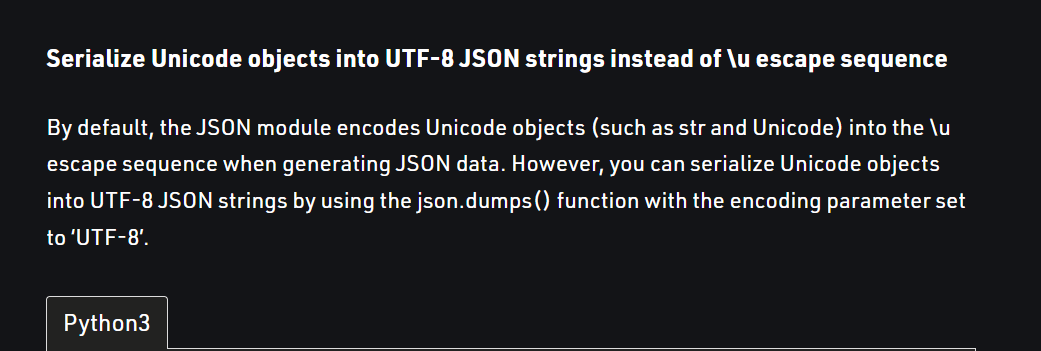 Serialize Unicode objects into UTF-8 JSON strings instead of \u escape sequence
By default, the JSON module encodes Unicode objects (such as str and Unicode) into the \u
escape sequence when generating JSON data. However, you can serialize Unicode objects
into UTF-8 JSON strings by using the json.dumps() function with the encoding parameter set
to ‘UTF-8’.
Python3